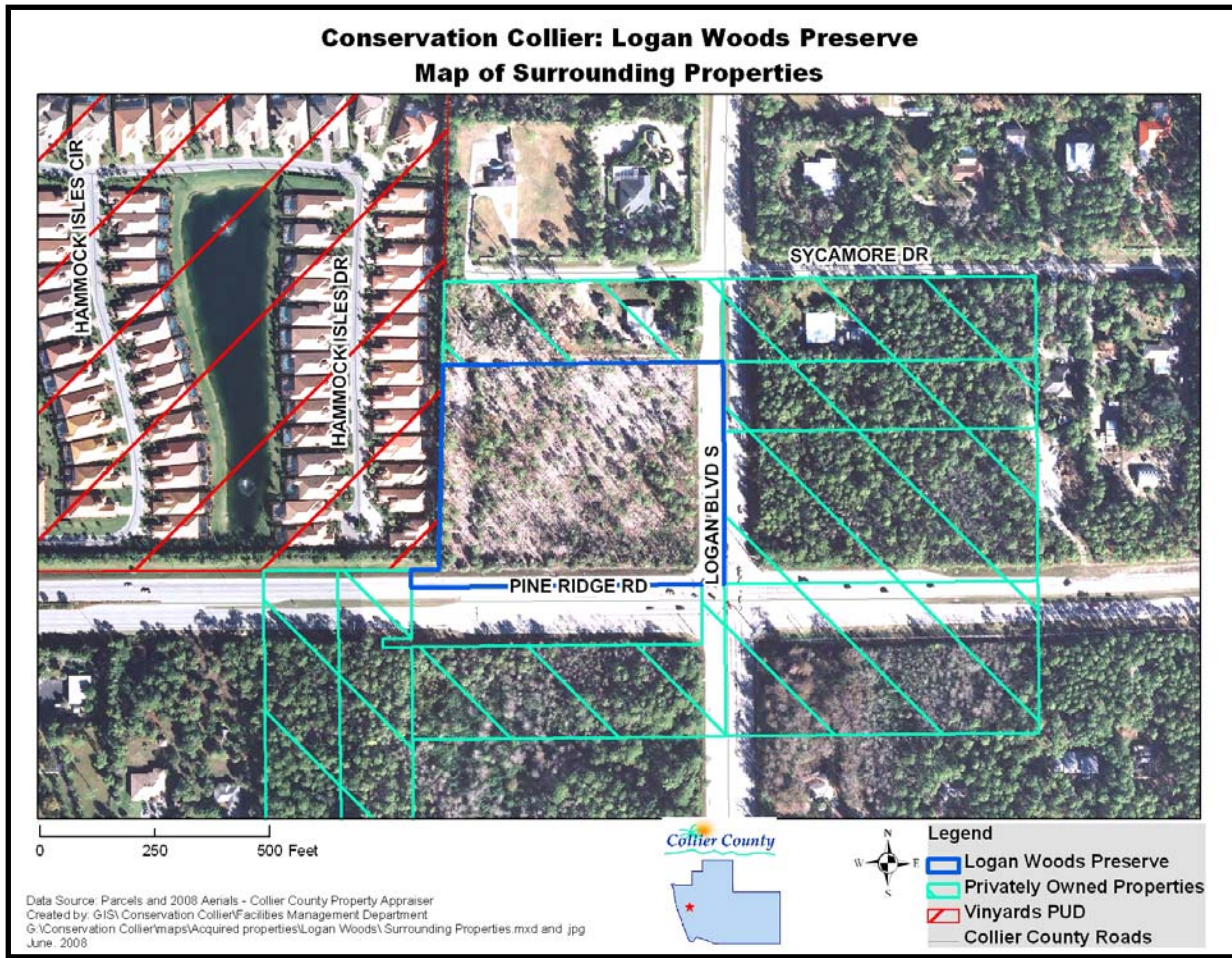 Conservation Collier: Logan Woods Preserve
Map of Surrounding Properties
HAMMOCK ISLES CIR
HAMMOCK ISLES DR
SYCAMORE DR
LOGAN BLVD S
PINE RIDGE RD
0 250 500 Feet
Data Source: Parcels and 2008 Aerials - Collier County Property Appraiser
Created by: GIS\ Conservation Collier\Facilities Management Department
G:\Conservation Collier\maps\Acquired properties\Logan Woods\ Surrounding Properties.mxd and .jpg
June, 2008
Collier County
N
W E
S
Legend
Logan Woods Preserve
Privately Owned Properties
Vinyards PUD
Collier County Roads